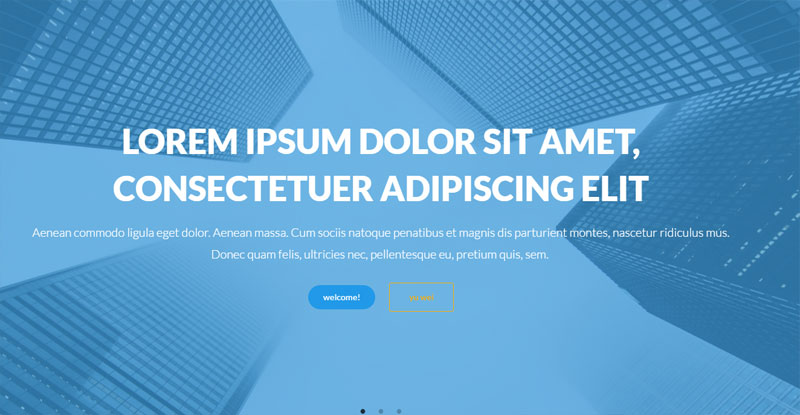 LOREM IPSUM DOLOR SIT AMET,
CONSECTETUER ADIPISCING ELIT
Aenean commodo ligula eget dolor. Aenean massa. Cum sociis natoque penatibus et magnis dis parturient montes, nascetur ridiculus mus.
Donec quam felis, ultricies nec, pellentesque eu, pretium quis, sem.
welcome!